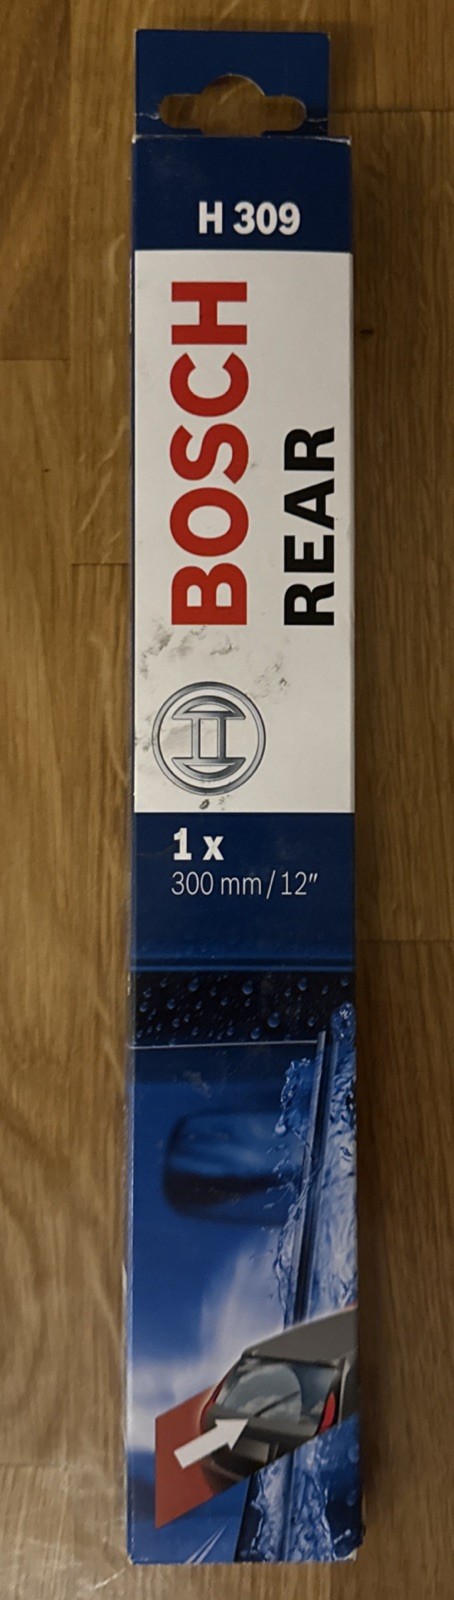 H 309
BOSCH
REAR
1 x
300 mm / 12"